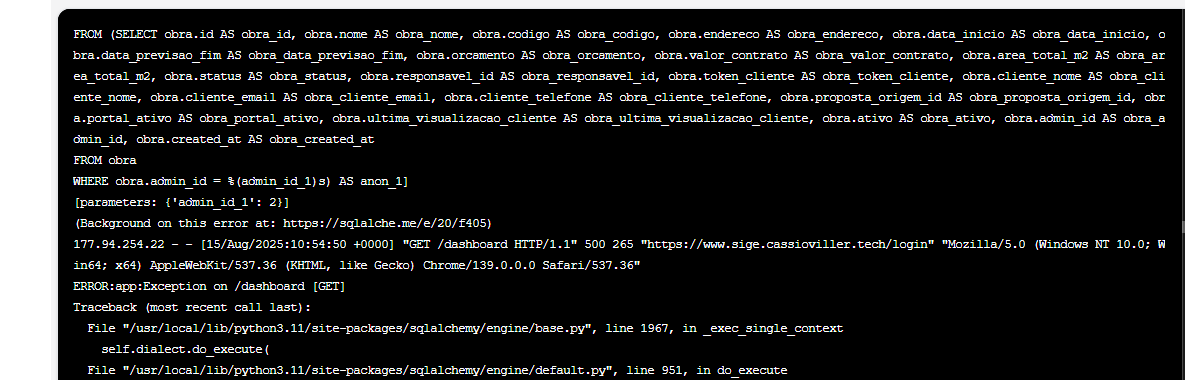 FROM (SELECT obra.id AS obra_id, obra.nome AS obra_nome, obra.codigo AS obra_codigo, obra.endereco AS obra_endereco, obra.data_inicio AS obra_data_inicio, o
bra.data_previsao_fim AS obra_data_previsao_fim, obra.orcamento AS obra_orcamento, obra.valor_contrato AS obra_valor_contrato, obra.area_total_m2 AS obra_ar
ea_total_m2, obra.status AS obra_status, obra.responsavel_id AS obra_responsavel_id, obra.token_cliente AS obra_token_cliente, obra.cliente_nome AS obra_cli
ente_nome, obra.cliente_email AS obra_cliente_email, obra.cliente_telefone AS obra_cliente_telefone, obra.proposta_origem_id AS obra_proposta_origem_id, obr
a.portal_ativo AS obra_portal_ativo, obra.ultima_visualizacao_cliente AS obra_ultima_visualizacao_cliente, obra.ativo AS obra_ativo, obra.admin_id AS obra_a
dmin_id, obra.created_at AS obra_created_at
FROM obra
WHERE obra.admin_id = %(admin_id_1)s) AS anon_1]
[parameters: {'admin_id_1': 2}]
(Background on this error at: https://sqlalche.me/e/20/f405)
177.94.254.22 - - [15/Aug/2025:10:54:50 +0000] "GET /dashboard HTTP/1.1" 500 265 "https://www.sige.cassioviller.tech/login" "Mozilla/5.0 (Windows NT 10.0; W
in64; x64) AppleWebKit/537.36 (KHTML, like Gecko) Chrome/139.0.0.0 Safari/537.36"
ERROR:app:Exception on /dashboard [GET]
Traceback (most recent call last):
  File "/usr/local/lib/python3.11/site-packages/sqlalchemy/engine/base.py", line 1967, in _exec_single_context
    self.dialect.do_execute(
  File "/usr/local/lib/python3.11/site-packages/sqlalchemy/engine/default.py", line 951, in do_execute